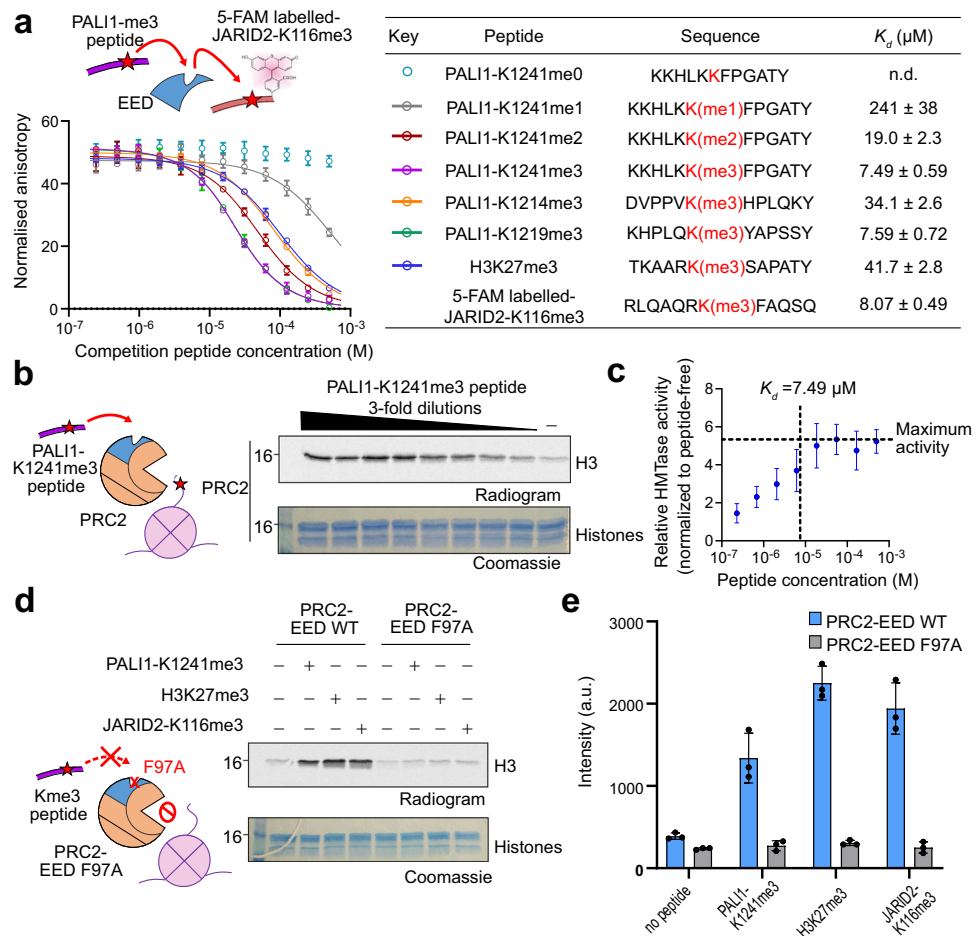 a
PALI1-me3
peptide
5-FAM labelled-
JARID2-K116me3
EED
Normalised anisotropy
60
40
20
0
10-7 10-6 10-5 10-4 10-3
Competition peptide concentration (M)
Key Peptide Sequence Kd (µM)
PALI1-K1241me0 KKHLKKFPGATY n.d.
PALI1-K1241me1 KKHLKK(me1)FPGATY 241 ± 38
PALI1-K1241me2 KKHLKK(me2)FPGATY 19.0 ± 2.3
PALI1-K1241me3 KKHLKK(me3)FPGATY 7.49 ± 0.59
PALI1-K1214me3 DVPPVK(me3)HPLQKY 34.1 ± 2.6
PALI1-K1219me3 KHPLQK(me3)YAPSSY 7.59 ± 0.72
H3K27me3 TKAARK(me3)SAPATY 41.7 ± 2.8
5-FAM labelled-
JARID2-K116me3 RLQAQRK(me3)FAQSQ 8.07 ± 0.49
b
PALI1-
K1241me3
peptide
PRC2
PALI1-K1241me3 peptide
3-fold dilutions
–
PRC2
16
H3
Radiogram
16
Histones
Coomassie
c
Kd =7.49 µM
Maximum
activity
Relative HMTase activity
(normalized to peptide-free)
8
6
4
2
0
10-7 10-6 10-5 10-4 10-3
Peptide concentration (M)
d
PRC2-
EED WT
PRC2-
EED F97A
PALI1-K1241me3 – + – – – + – –
H3K27me3 – – + – – – + –
JARID2-K116me3 – – – + – – – +
16
H3
Radiogram
16
Histones
Coomassie
Kme3
peptide
F97A
PRC2-
EED F97A
e
PRC2-EED WT
PRC2-EED F97A
Intensity (a.u.)
3000
2000
1000
0
no peptide
PALI1-
K1241me3
H3K27me3
JARID2-
K116me3